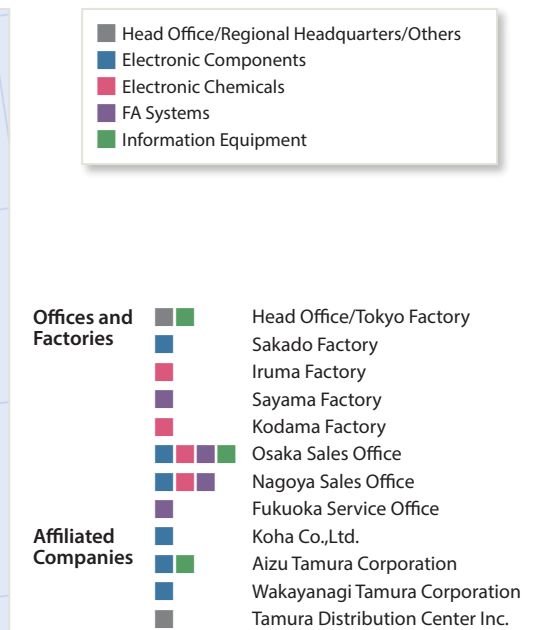 Head Office/Regional Headquarters/Others
Electronic Components
Electronic Chemicals
FA Systems
Information Equipment
Offices and
Factories
Head Office/Tokyo Factory
Sakado Factory
Iruma Factory
Sayama Factory
Kodama Factory
Osaka Sales Office
Nagoya Sales Office
Fukuoka Service Office
Affiliated
Companies
Koha Co.,Ltd.
Aizu Tamura Corporation
Wakayanagi Tamura Corporation
Tamura Distribution Center Inc.